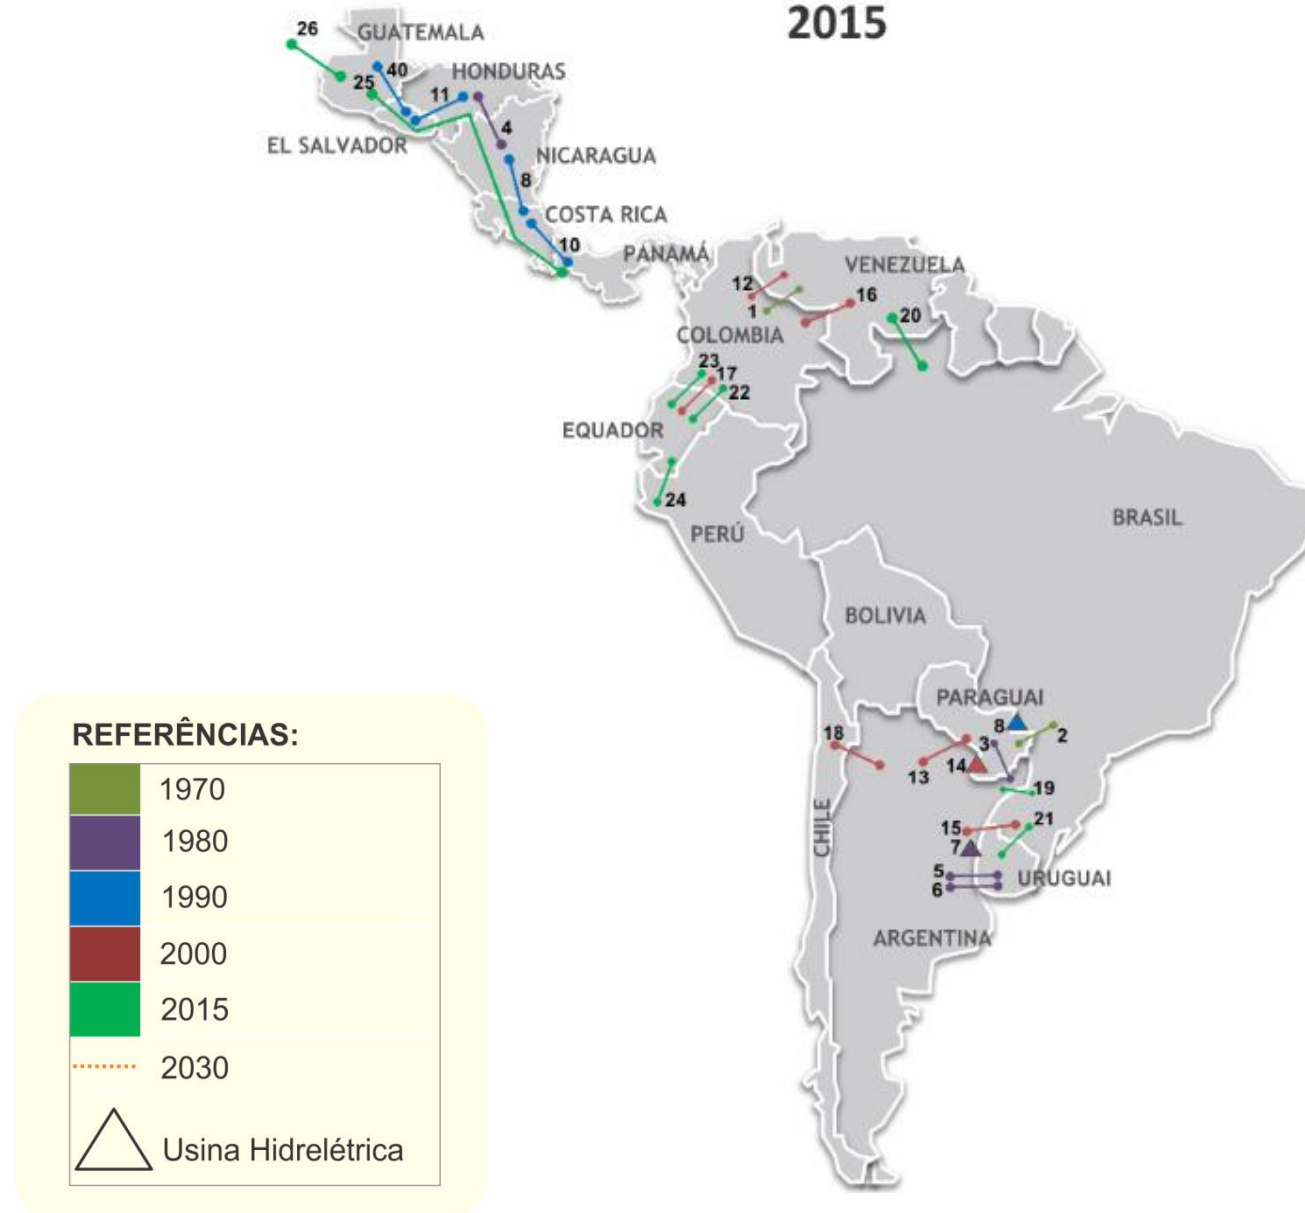 2015
26
GUATEMALA
40
HONDURAS
25
11
4
EL SALVADOR
NICARAGUA
8
COSTA RICA
10
PANAMÁ
VENEZUELA
12
16
1
20
COLOMBIA
23
17
22
EQUADOR
24
PERÚ
BRASIL
BOLIVIA
PARAGUAI
8
2
18
3
14
13
19
CHILE
15
21
7
5
URUGUAI
6
ARGENTINA
REFERÊNCIAS:
1970
1980
1990
2000
2015
2030
Usina Hidrelétrica